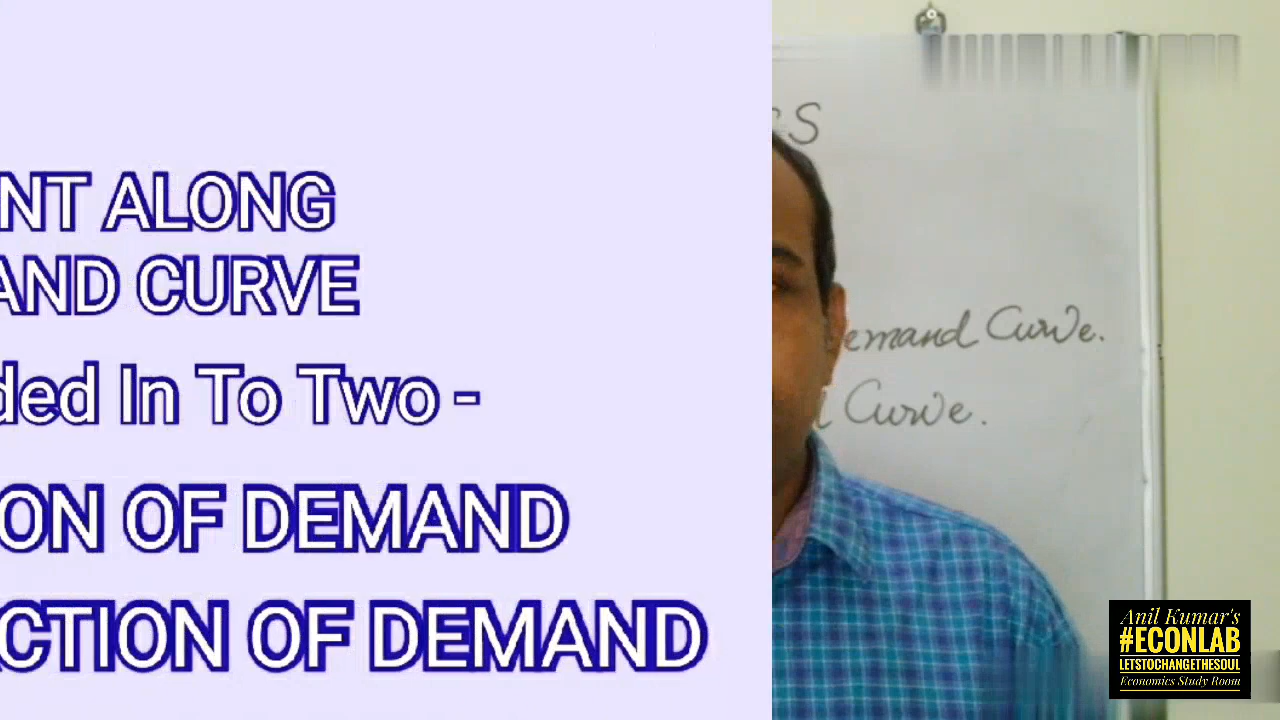 NT ALONG
AND CURVE
ded In To Two -
ON OF DEMAND
CTION OF DEMAND
S
emand Curve.
Curve.
Anil Kumar's
#ECONLAB
LETSTOCHANGETHESOUL
Economics Study Room